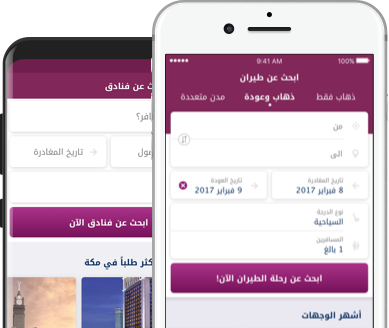 9:41 AM
100%
ابحث عن طيران
ذهاب فقط
ذهاب وعودة
مدن متعددة
من
الى
تاريخ المغادرة
8 فبراير 2017
تاريخ العودة
9 فبراير 2017
نوع الدرجة
السياحية
المسافرين
1 بالغ
ابحث عن رحلة الطيران الآن!
أشهر الوجهات
عن فنادق
افر؟
صول
تاريخ المغادرة
ابحث عن فنادق الآن
كثر طلباً في مكة